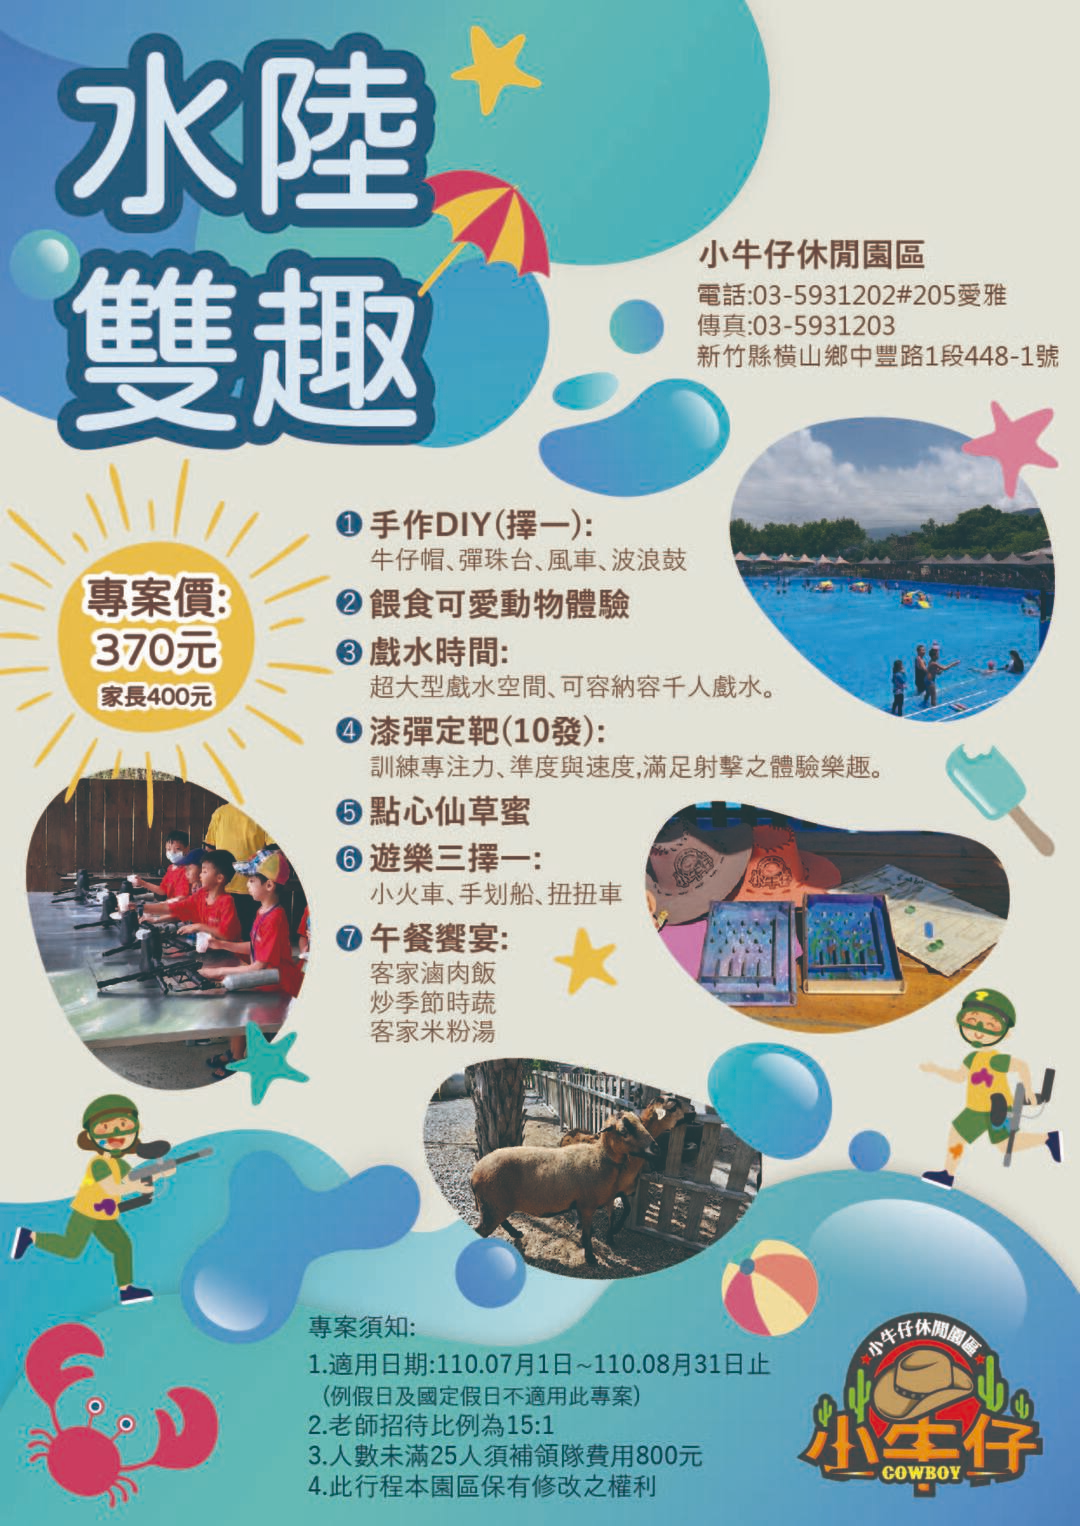 水陸
雙趣
小牛仔休閒園區
電話:03-5931202#205愛雅
傳真:03-5931203
新竹縣橫山鄉中豐路1段448-1號
專案價:
370元
家長400元
1 手作DIY(擇一):
牛仔帽、彈珠台、風車、波浪鼓
2 餵食可愛動物體驗
3 戲水時間:
超大型戲水空間、可容納容千人戲水。
4 漆彈定靶(10發):
訓練專注力、準度與速度,滿足射擊之體驗樂趣。
5 點心仙草蜜
6 遊樂三擇一:
小火車、手划船、扭扭車
7 午餐饗宴:
客家滷肉飯
炒季節時蔬
客家米粉湯
專案須知:
1.適用日期:110.07月1日~110.08月31日止
(例假日及國定假日不適用此專案)
2.老師招待比例為15:1
3.人數未滿25人須補領隊費用800元
4.此行程本園區保有修改之權利
小牛仔休閒園區
小牛仔
COWBOY